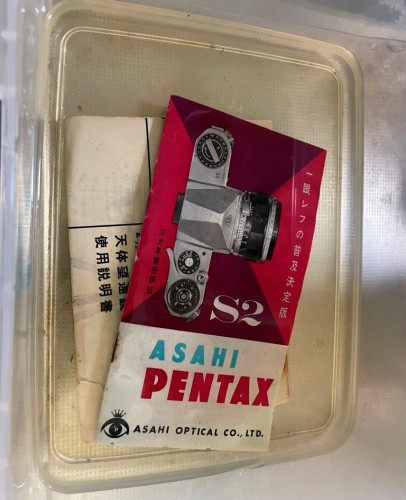 一眼レフの普及決定版
S2
ASAHI
PENTAX
ASAHI OPTICAL CO., LTD.
天体望遠
使用説明書